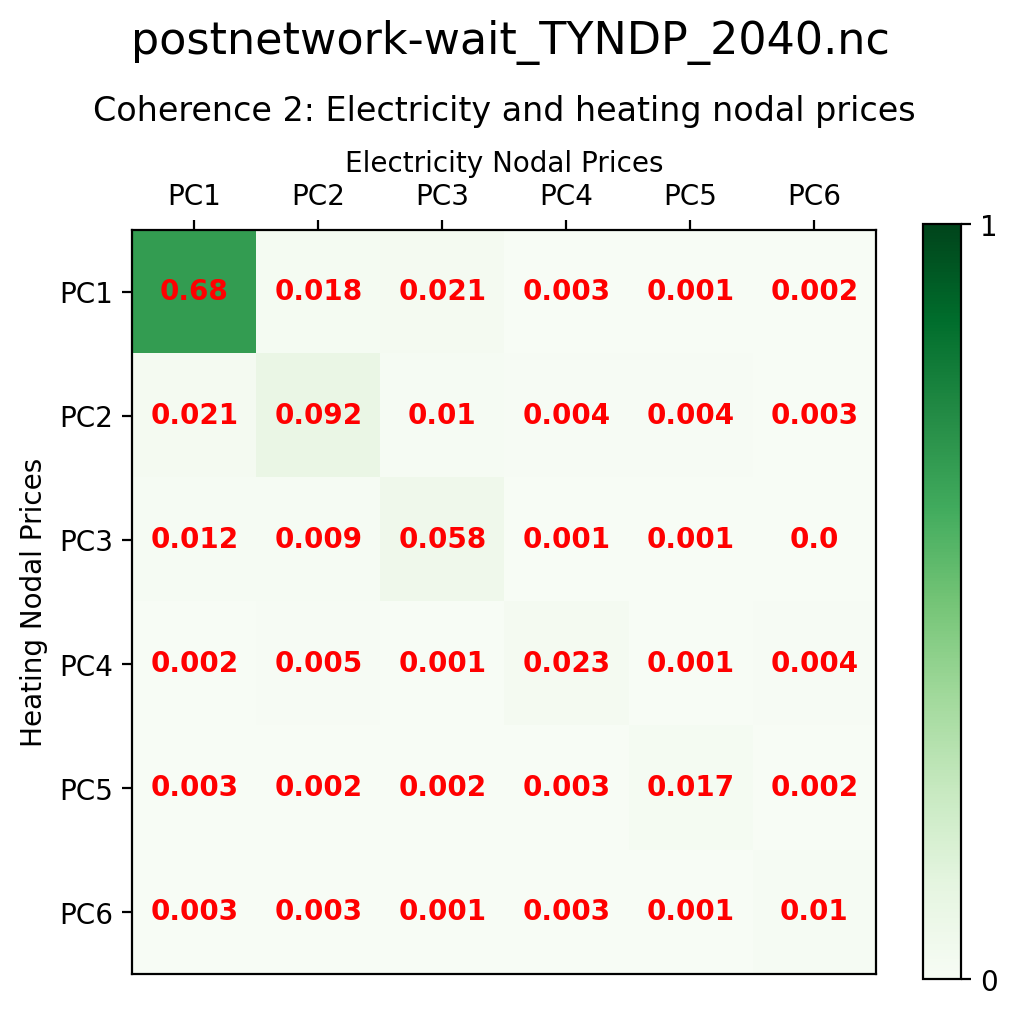 postnetwork-wait_TYNDP_2040.nc
Coherence 2: Electricity and heating nodal prices
Electricity Nodal Prices
PC1 PC2 PC3 PC4 PC5 PC6
1
PC1 0.68 0.018 0.021 0.003 0.001 0.002
PC2 0.021 0.092 0.01 0.004 0.004 0.003
PC3 0.012 0.009 0.058 0.001 0.001 0.0
PC4 0.002 0.005 0.001 0.023 0.001 0.004
PC5 0.003 0.002 0.002 0.003 0.017 0.002
PC6 0.003 0.003 0.001 0.003 0.001 0.01
0
Heating Nodal Prices